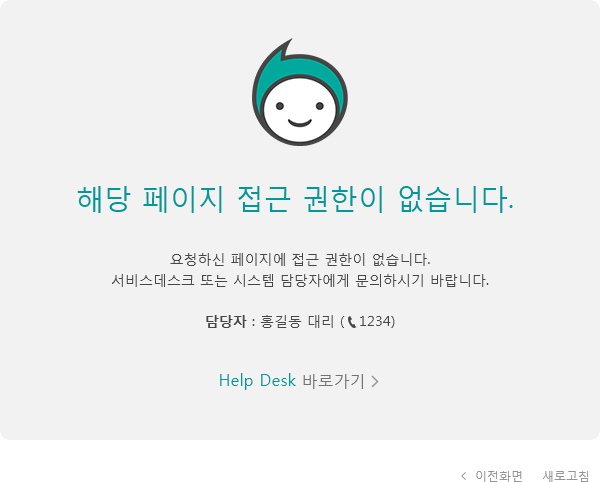 해당 페이지 접근 권한이 없습니다.
요청하신 페이지에 접근 권한이 없습니다.
서비스데스크 또는 시스템 담당자에게 문의하시기 바랍니다.
담당자 : 홍길동 대리 (1234)
Help Desk 바로가기 >
< 이전화면 새로고침